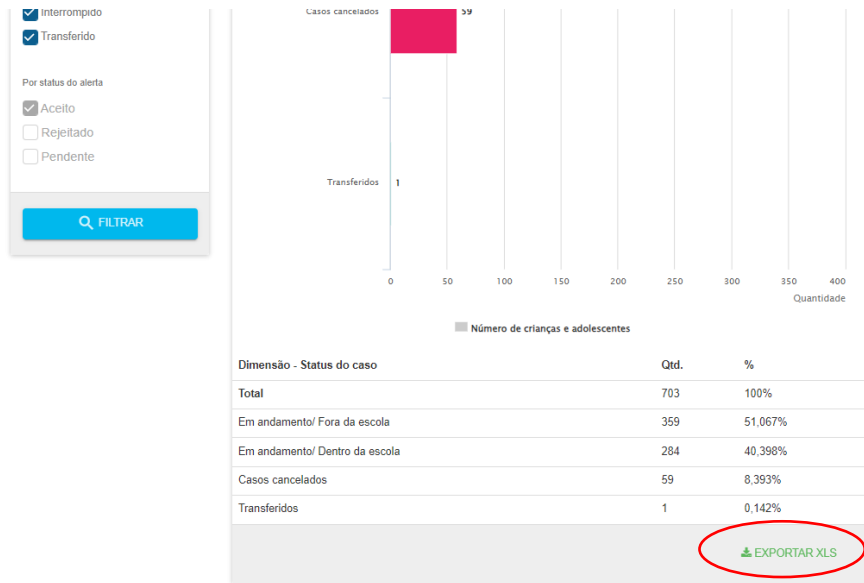 Interrompido
Transferido
Por status do alerta
Aceito
Rejeitado
Pendente
FILTRAR
Casos cancelados 59
Transferidos 1
0 50 100 150 200 250 300 350 400
Quantidade
Número de crianças e adolescentes
Dimensão - Status do caso Qtd. %
Total 703 100%
Em andamento/ Fora da escola 359 51,067%
Em andamento/ Dentro da escola 284 40,398%
Casos cancelados 59 8,393%
Transferidos 1 0,142%
EXPORTAR XLS